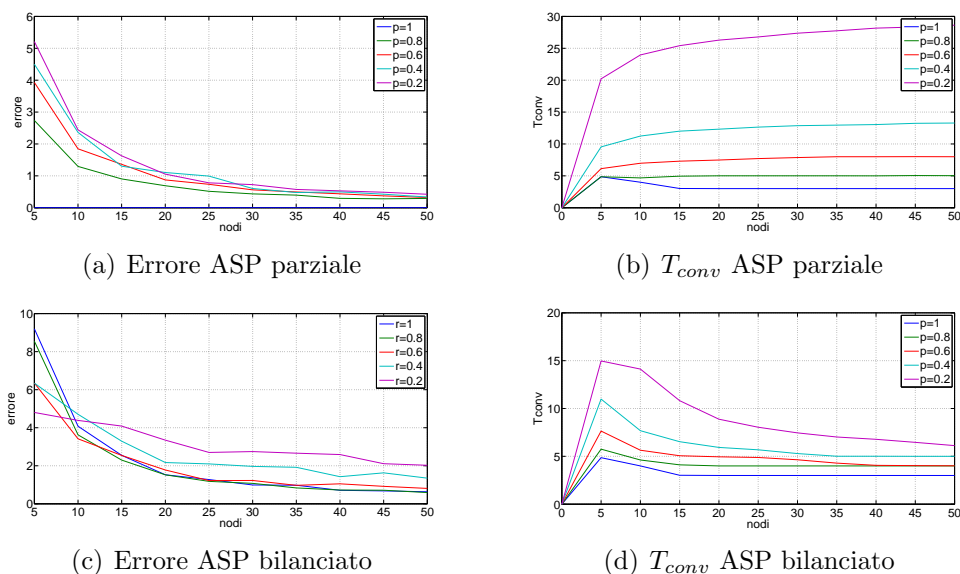 6
5
4
3
2
1
0
errore
5 10 15 20 25 30 35 40 45 50
nodi
p=1
p=0.8
p=0.6
p=0.4
p=0.2
(a) Errore ASP parziale
30
25
20
15
10
5
0
Tconv
0 5 10 15 20 25 30 35 40 45 50
nodi
p=1
p=0.8
p=0.6
p=0.4
p=0.2
(b) T_conv ASP parziale
10
8
6
4
2
0
errore
5 10 15 20 25 30 35 40 45 50
nodi
r=1
r=0.8
r=0.6
r=0.4
r=0.2
(c) Errore ASP bilanciato
20
15
10
5
0
Tconv
0 5 10 15 20 25 30 35 40 45 50
nodi
p=1
p=0.8
p=0.6
p=0.4
p=0.2
(d) T_conv ASP bilanciato